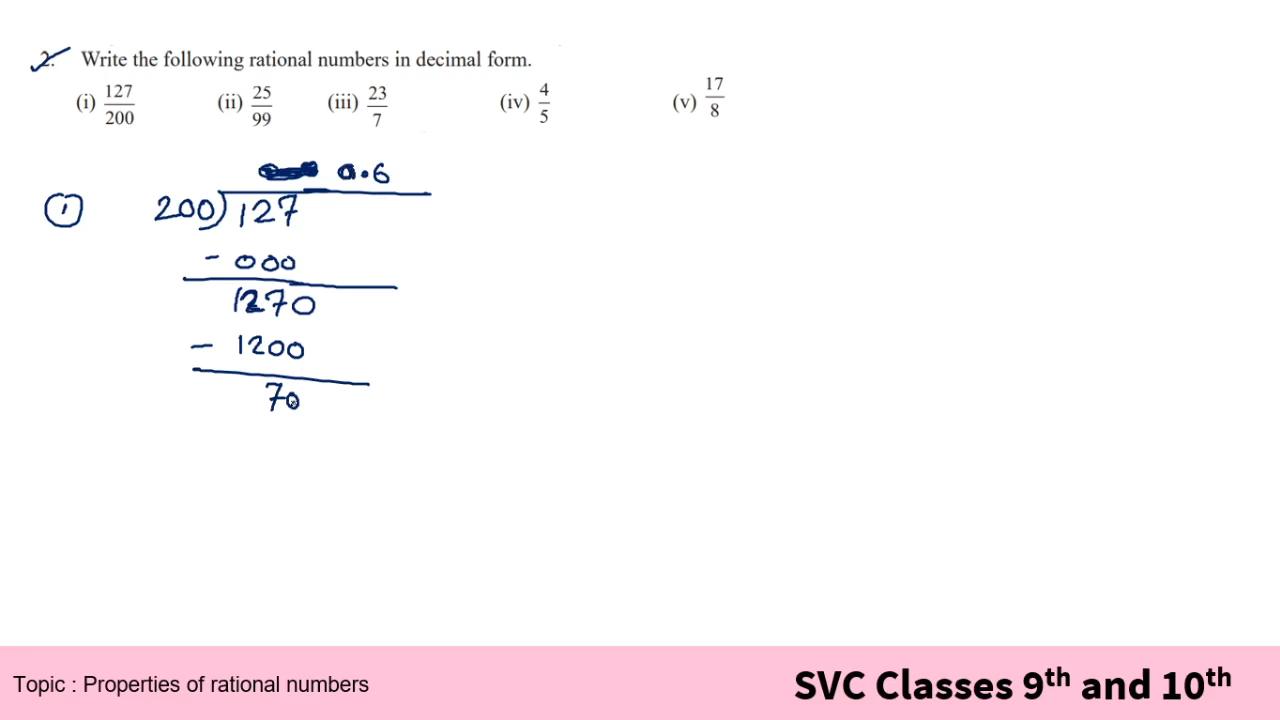 2. Write the following rational numbers in decimal form.
(i) 127/200 (ii) 25/99 (iii) 23/7 (iv) 4/5 (v) 17/8
0.6
1 200)127
- 000
1270
- 1200
70
Topic : Properties of rational numbers
SVC Classes 9th and 10th